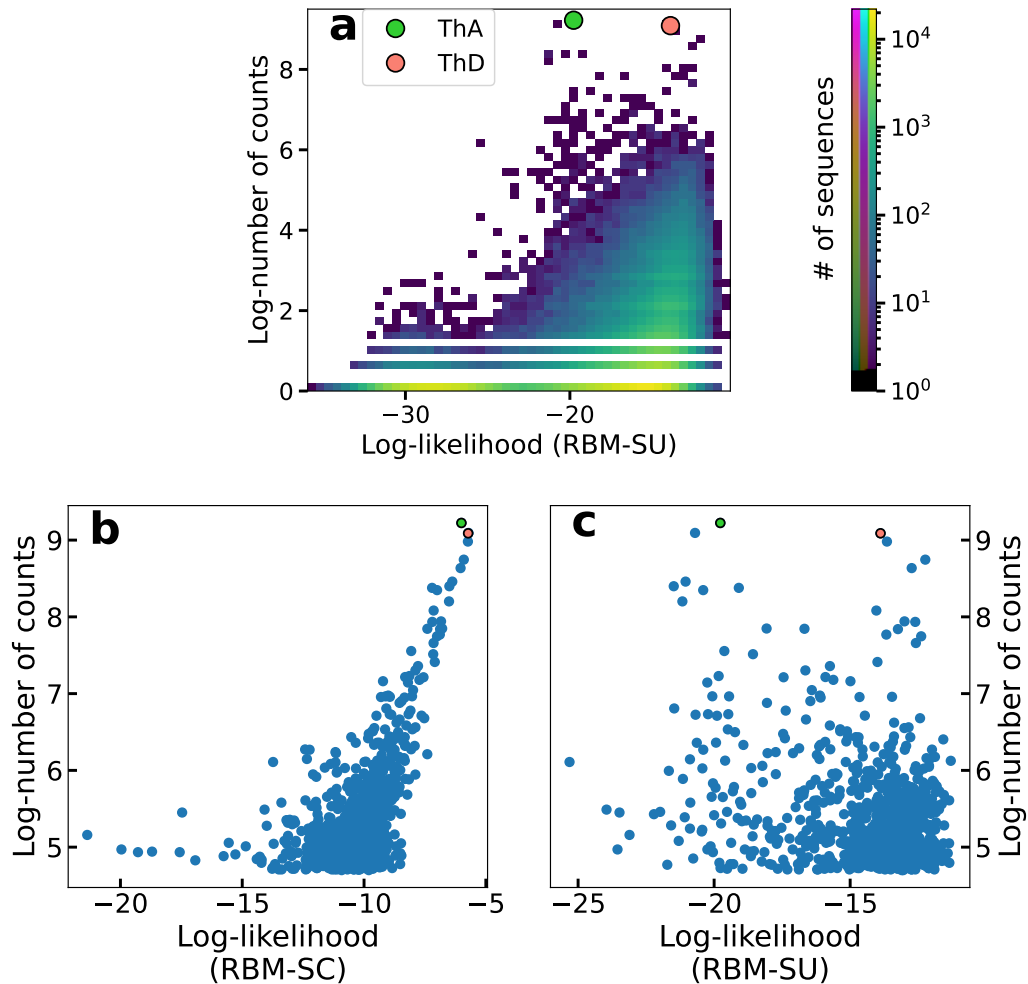 a
ThA
ThD
Log-number of counts
8
6
4
2
0
−30
−20
Log-likelihood (RBM-SU)
# of sequences
10⁴
10³
10²
10¹
10⁰
b
Log-number of counts
9
8
7
6
5
−20
−15
−10
−5
Log-likelihood
(RBM-SC)
c
9
8
7
6
5
Log-number of counts
−25
−20
−15
Log-likelihood
(RBM-SU)